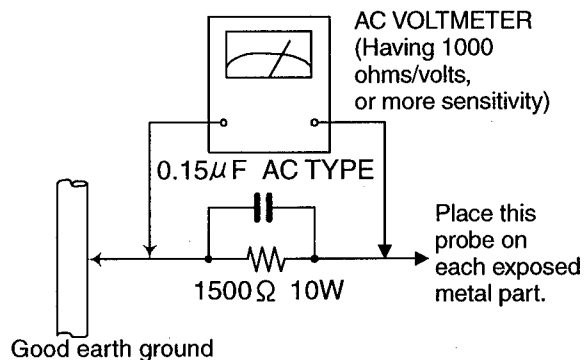 AC VOLTMETER
(Having 1000
ohms/volts,
or more sensitivity)
0.15μF AC TYPE
Place this
probe on
each exposed
metal part.
1500Ω 10W
Good earth ground